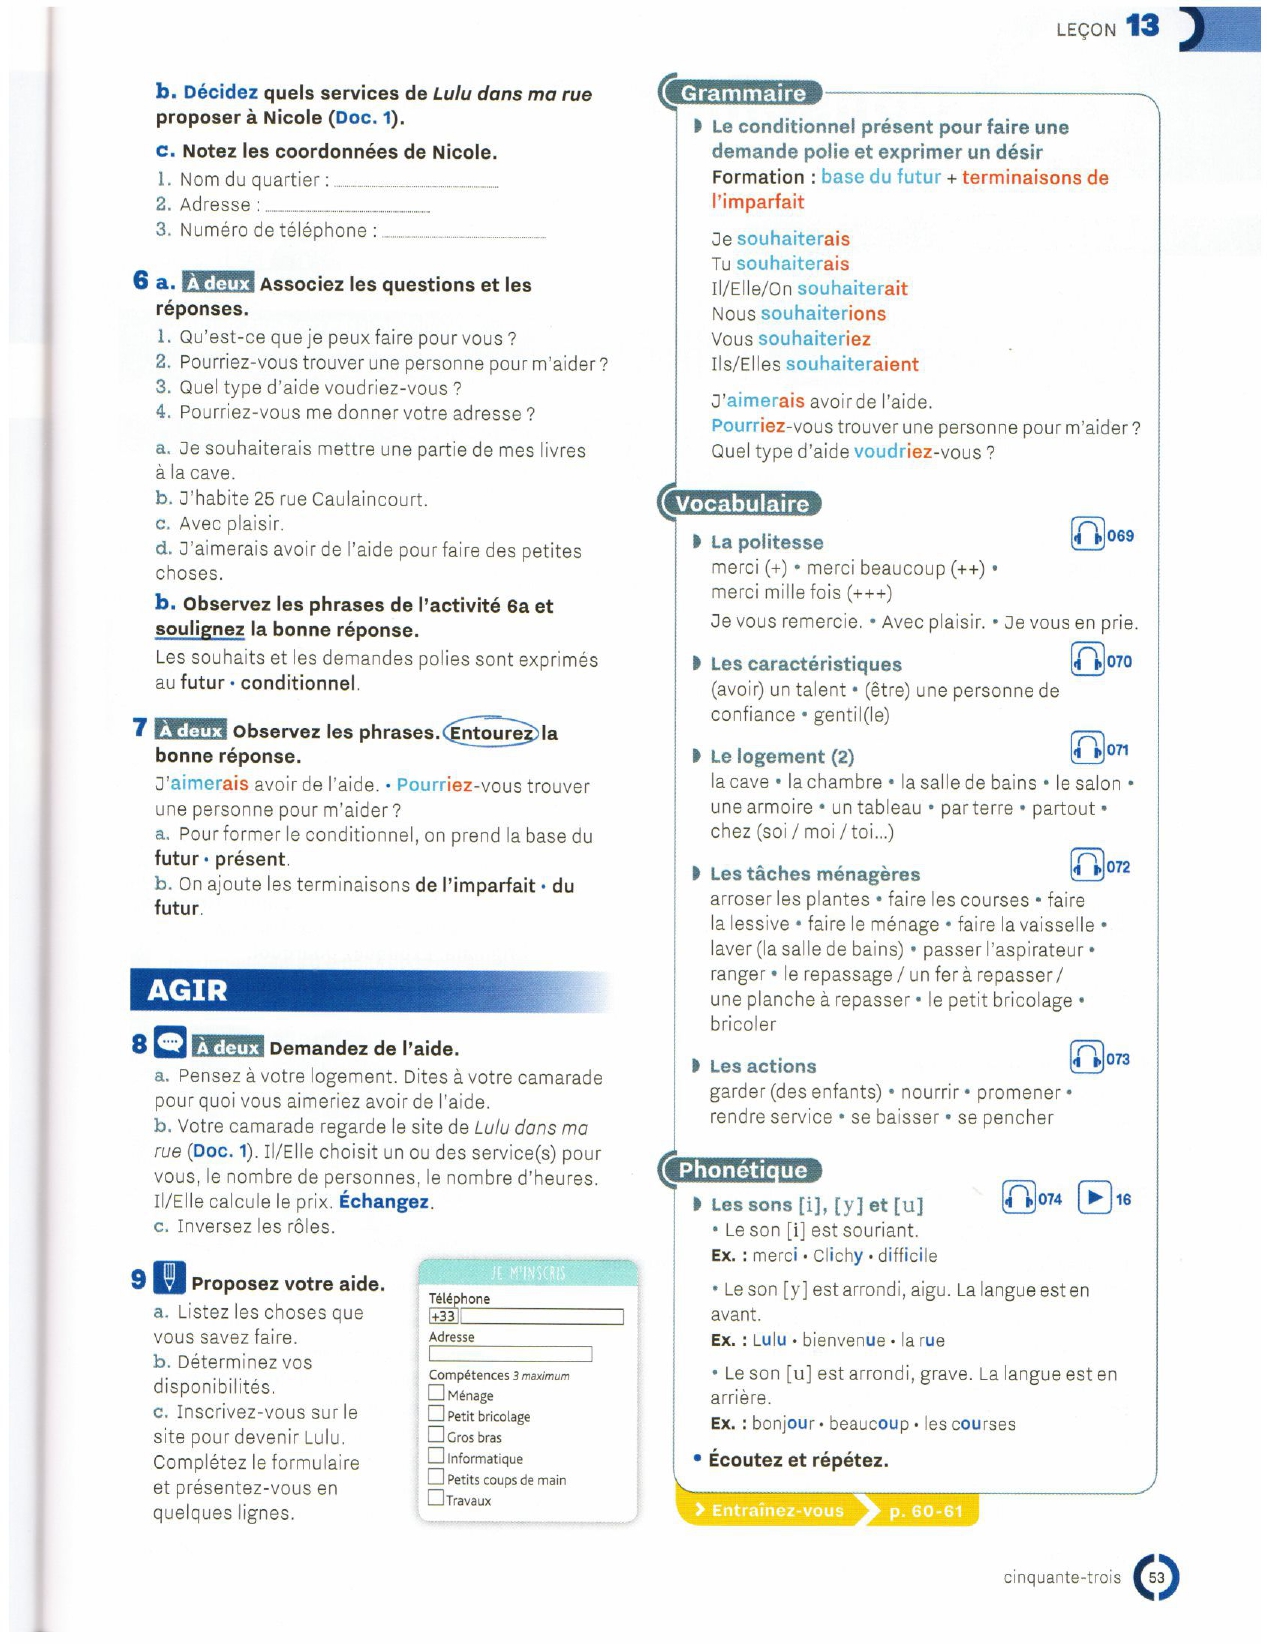 LEÇON 13
b. Décidez quels services de Lulu dans ma rue
proposer à Nicole (Doc. 1).
c. Notez les coordonnées de Nicole.
1. Nom du quartier :
2. Adresse :
3. Numéro de téléphone :
6 a. À deux Associez les questions et les
réponses.
1. Qu'est-ce que je peux faire pour vous ?
2. Pourriez-vous trouver une personne pour m'aider ?
3. Quel type d'aide voudriez-vous ?
4. Pourriez-vous me donner votre adresse ?
a. Je souhaiterais mettre une partie de mes livres
à la cave.
b. J'habite 25 rue Caulaincourt.
c. Avec plaisir.
d. J'aimerais avoir de l'aide pour faire des petites
choses.
b. Observez les phrases de l'activité 6a et
soulignez la bonne réponse.
Les souhaits et les demandes polies sont exprimés
au futur • conditionnel.
7 À deux Observez les phrases. Entourez la
bonne réponse.
J'aimerais avoir de l'aide. • Pourriez-vous trouver
une personne pour m'aider ?
a. Pour former le conditionnel, on prend la base du
futur • présent.
b. On ajoute les terminaisons de l'imparfait • du
futur.
AGIR
8 À deux Demandez de l'aide.
a. Pensez à votre logement. Dites à votre camarade
pour quoi vous aimeriez avoir de l'aide.
b. Votre camarade regarde le site de Lulu dans ma
rue (Doc. 1). Il/Elle choisit un ou des service(s) pour
vous, le nombre de personnes, le nombre d'heures.
Il/Elle calcule le prix. Échangez.
c. Inversez les rôles.
9 Proposez votre aide.
a. Listez les choses que
vous savez faire.
b. Déterminez vos
disponibilités.
c. Inscrivez-vous sur le
site pour devenir Lulu.
Complétez le formulaire
et présentez-vous en
quelques lignes.
JE M'INSCRIS
Téléphone
+33
Adresse
Compétences 3 maximum
Ménage
Petit bricolage
Gros bras
Informatique
Petits coups de main
Travaux
Grammaire
Le conditionnel présent pour faire une
demande polie et exprimer un désir
Formation : base du futur + terminaisons de
l'imparfait
Je souhaiterais
Tu souhaiterais
Il/Elle/On souhaiterait
Nous souhaiterions
Vous souhaiteriez
Ils/Elles souhaiteraient
J'aimerais avoir de l'aide.
Pourriez-vous trouver une personne pour m'aider ?
Quel type d'aide voudriez-vous ?
Vocabulaire
La politesse 069
merci (+) • merci beaucoup (++) •
merci mille fois (+++)
Je vous remercie. • Avec plaisir. • Je vous en prie.
Les caractéristiques 070
(avoir) un talent • (être) une personne de
confiance • gentil(le)
Le logement (2) 071
la cave • la chambre • la salle de bains • le salon •
une armoire • un tableau • par terre • partout •
chez (soi / moi / toi...)
Les tâches ménagères 072
arroser les plantes • faire les courses • faire
la lessive • faire le ménage • faire la vaisselle •
laver (la salle de bains) • passer l'aspirateur •
ranger • le repassage / un fer à repasser /
une planche à repasser • le petit bricolage •
bricoler
Les actions 073
garder (des enfants) • nourrir • promener •
rendre service • se baisser • se pencher
Phonétique
Les sons [i], [y] et [u] 074 16
• Le son [i] est souriant.
Ex. : merci • Clichy • difficile
• Le son [y] est arrondi, aigu. La langue est en
avant.
Ex. : Lulu • bienvenue • la rue
• Le son [u] est arrondi, grave. La langue est en
arrière.
Ex. : bonjour • beaucoup • les courses
• Écoutez et répétez.
> Entraînez-vous > p. 60-61
cinquante-trois 53